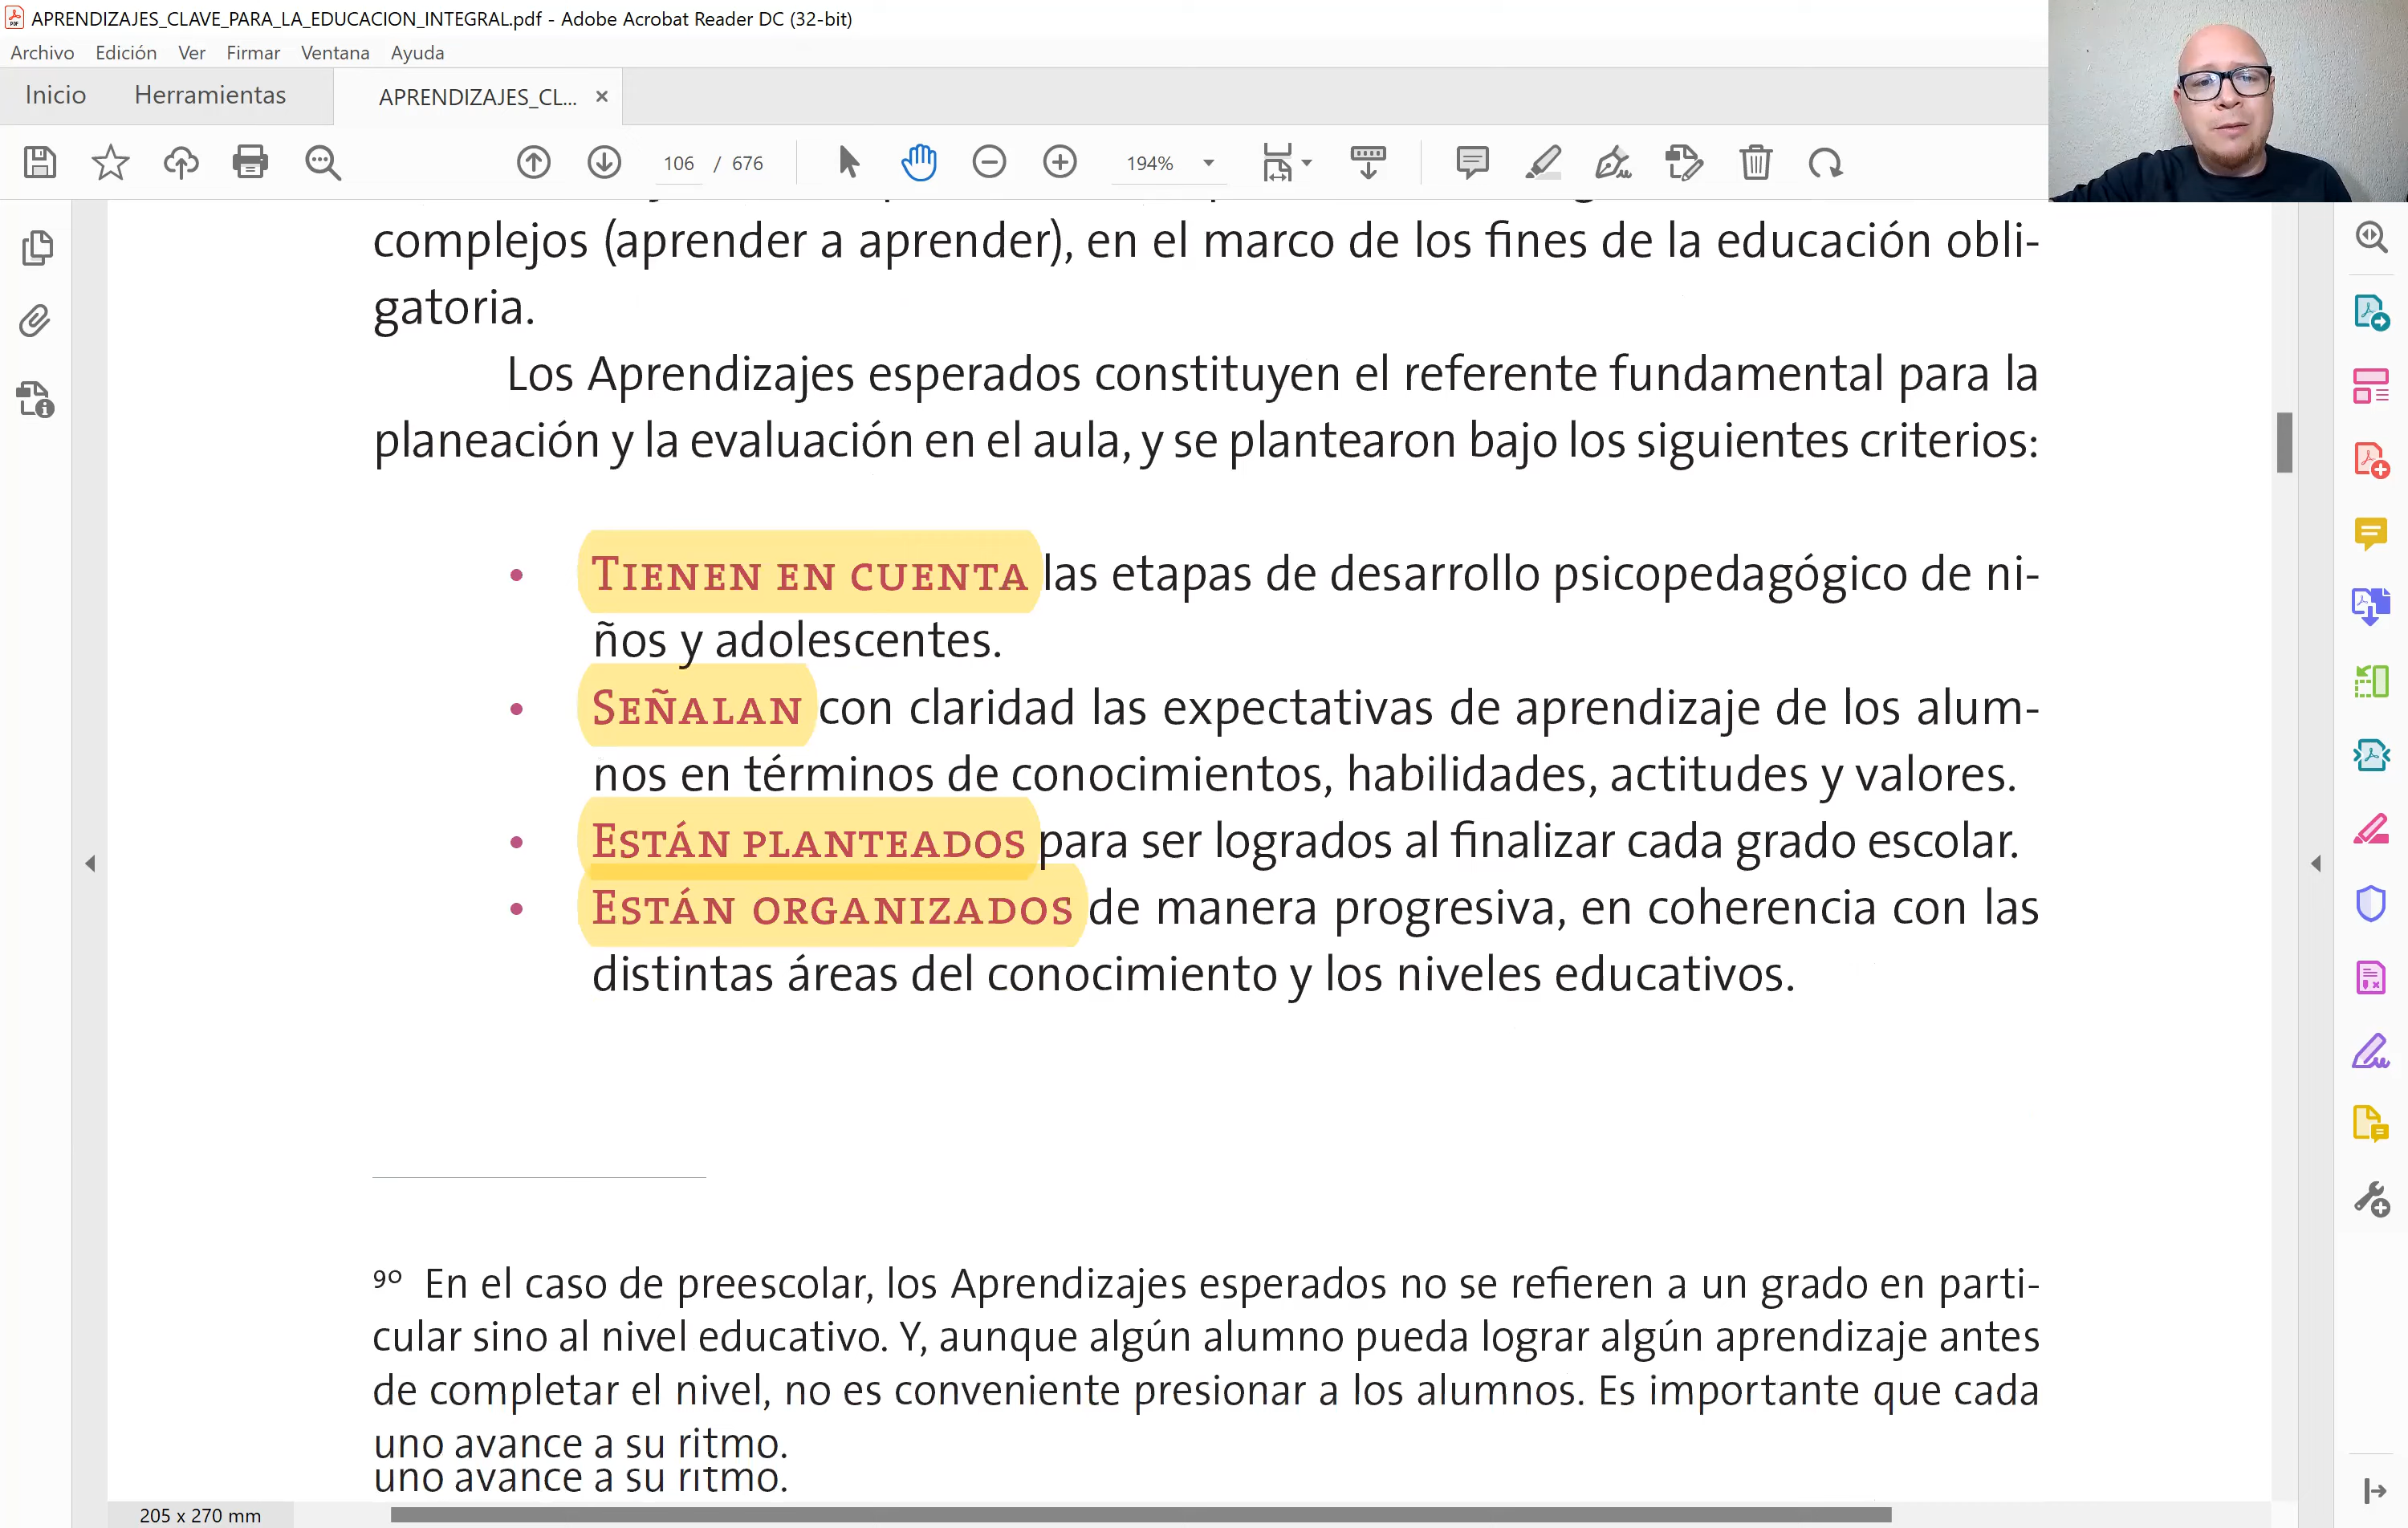 APRENDIZAJES_CLAVE_PARA_LA_EDUCACION_INTEGRAL.pdf - Adobe Acrobat Reader DC (32-bit)
Archivo Edición Ver Firmar Ventana Ayuda
Inicio Herramientas APRENDIZAJES_CL... ×
106 / 676 194%
complejos (aprender a aprender), en el marco de los fines de la educación obli-
gatoria.
Los Aprendizajes esperados constituyen el referente fundamental para la
planeación y la evaluación en el aula, y se plantearon bajo los siguientes criterios:
• TIENEN EN CUENTA las etapas de desarrollo psicopedagógico de ni-
ños y adolescentes.
• SEÑALAN con claridad las expectativas de aprendizaje de los alum-
nos en términos de conocimientos, habilidades, actitudes y valores.
• ESTÁN PLANTEADOS para ser logrados al finalizar cada grado escolar.
• ESTÁN ORGANIZADOS de manera progresiva, en coherencia con las
distintas áreas del conocimiento y los niveles educativos.
90 En el caso de preescolar, los Aprendizajes esperados no se refieren a un grado en parti-
cular sino al nivel educativo. Y, aunque algún alumno pueda lograr algún aprendizaje antes
de completar el nivel, no es conveniente presionar a los alumnos. Es importante que cada
uno avance a su ritmo.
uno avance a su ritmo.
205 x 270 mm